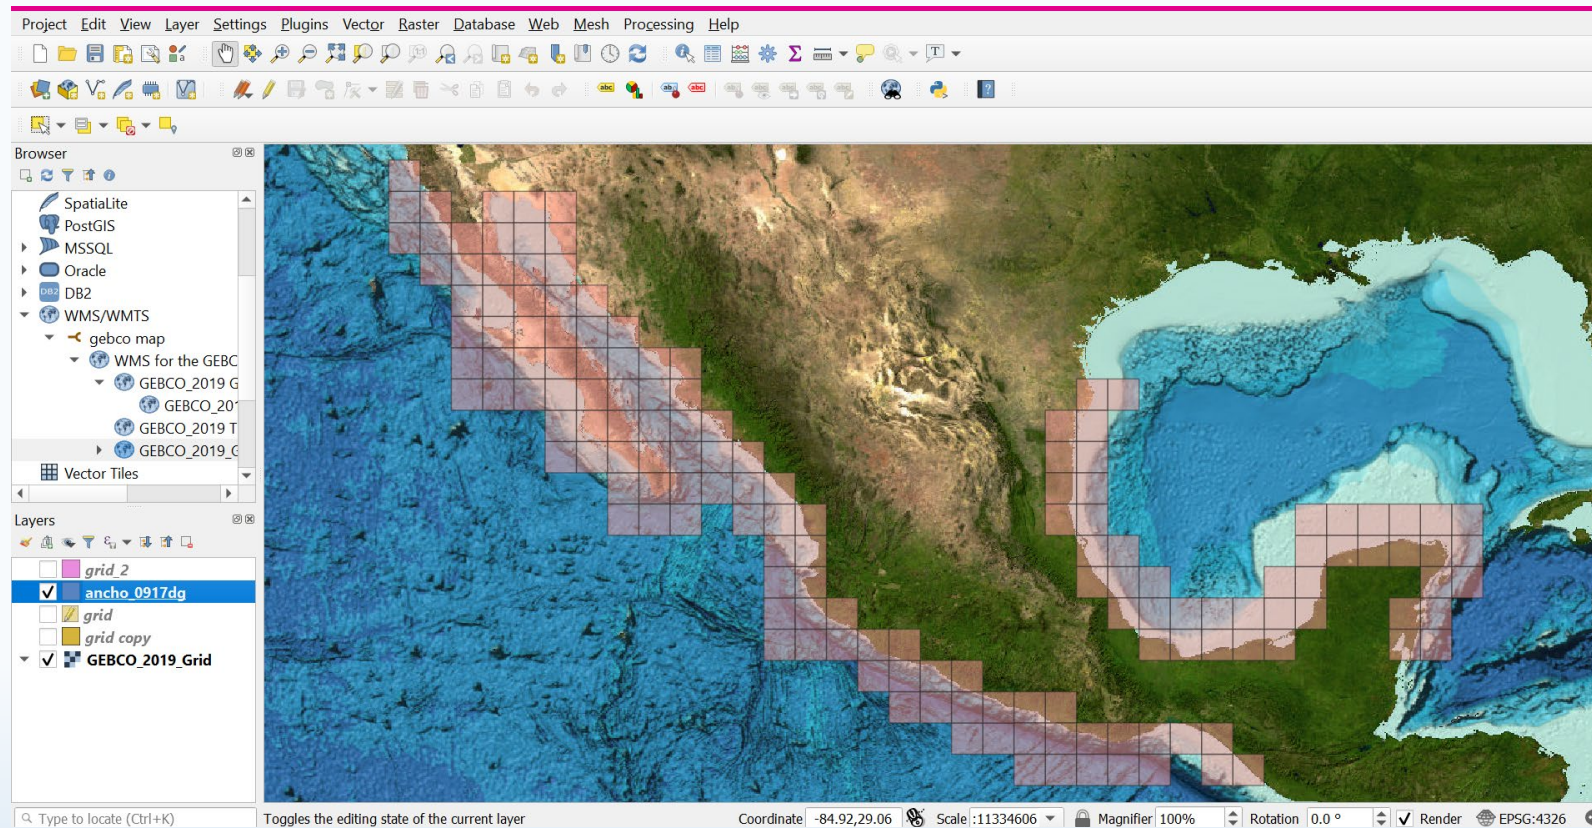 Project Edit View Layer Settings Plugins Vector Raster Database Web Mesh Processing Help
Browser
SpatiaLite
PostGIS
MSSQL
Oracle
DB2
WMS/WMTS
gebco map
WMS for the GEBC
GEBCO_2019 G
GEBCO_20
GEBCO_2019 T
GEBCO_2019_G
Vector Tiles
Layers
grid_2
ancho_0917dg
grid
grid copy
GEBCO_2019_Grid
Type to locate (Ctrl+K) Toggles the editing state of the current layer Coordinate -84.92,29.06 Scale :11334606 Magnifier 100% Rotation 0.0 ° Render EPSG:4326